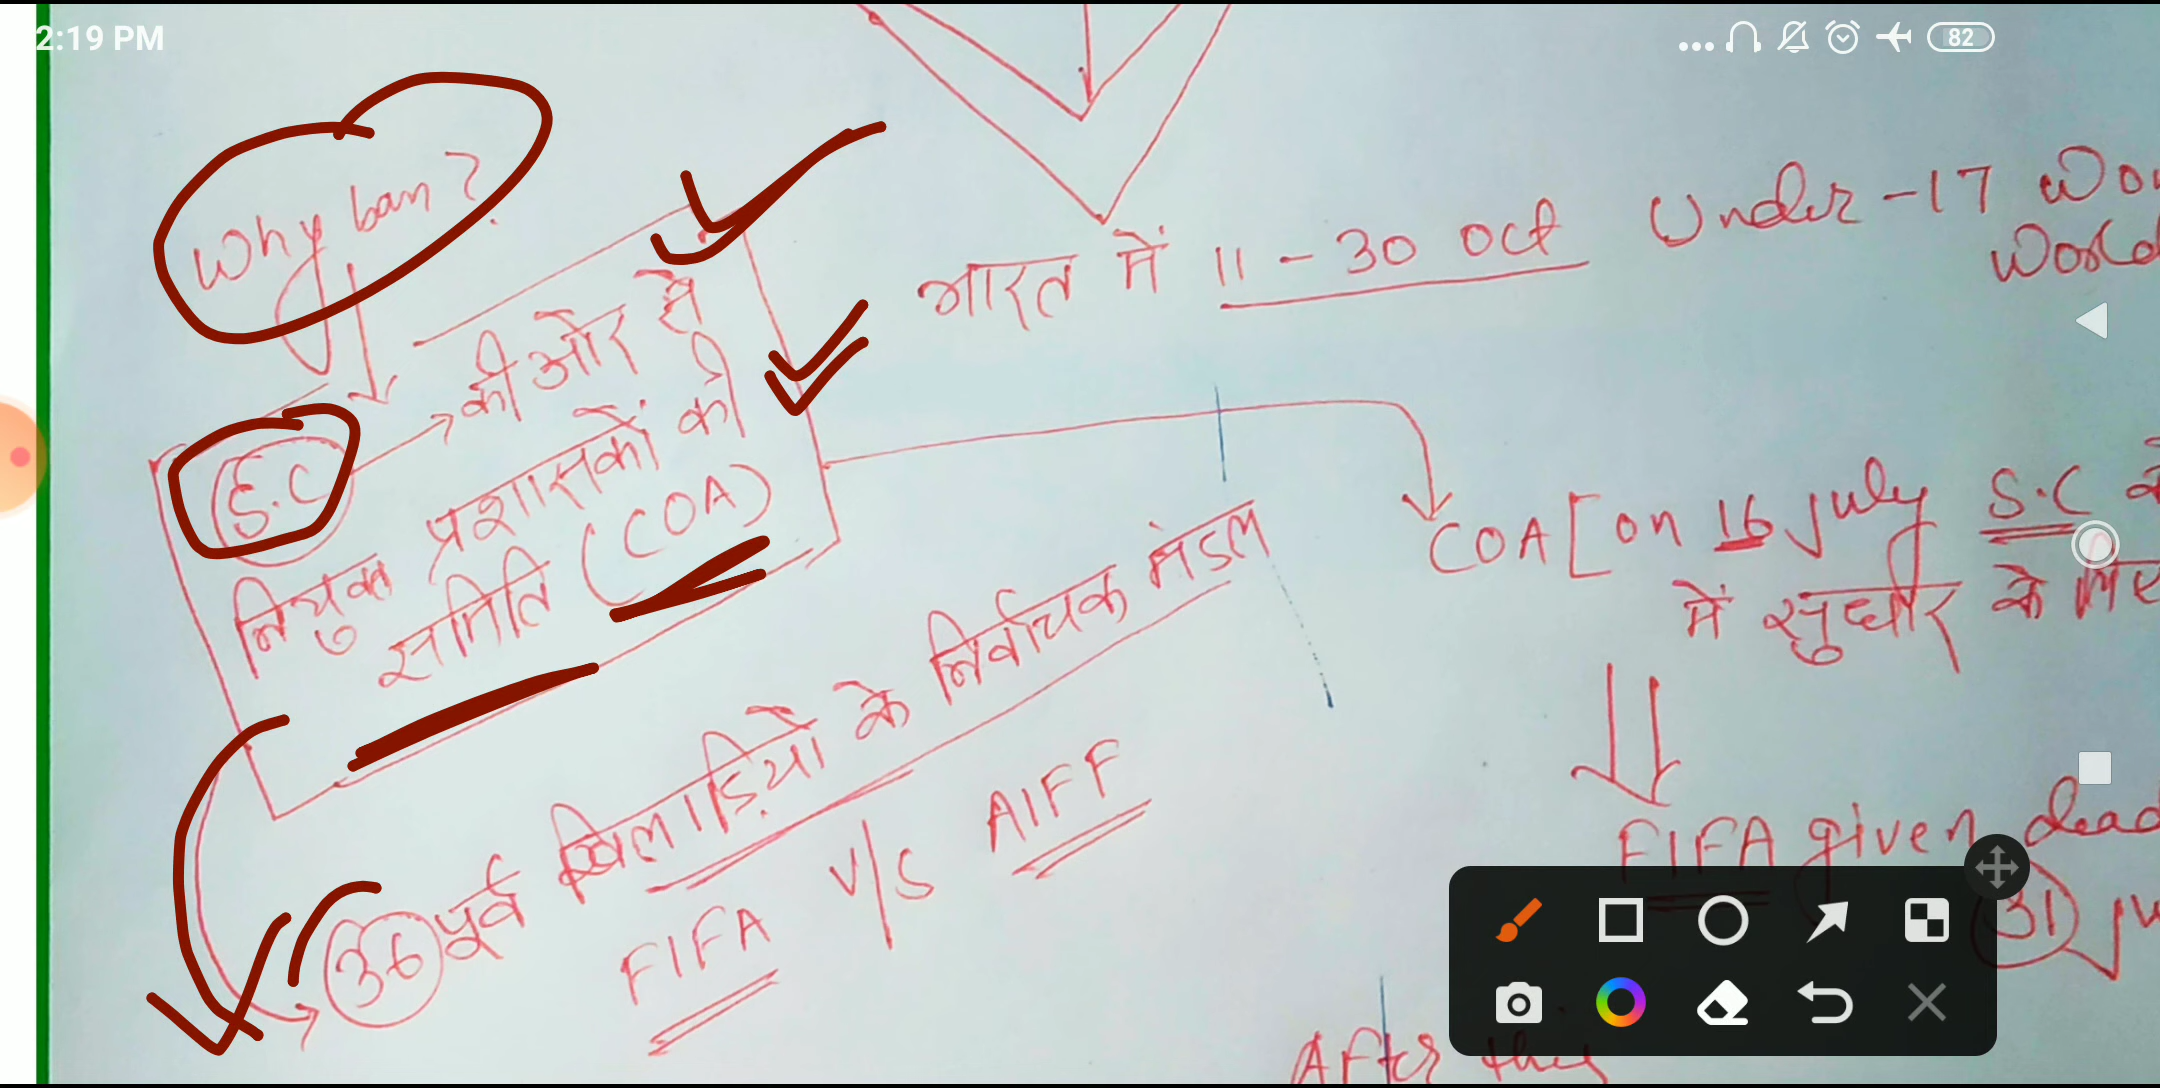 2:19 PM
82
Why ban?
S.C → की ओर से
नियुक्त प्रशासकों की
समिति (COA)
36 पूर्व खिलाड़ियों के निर्वाचक मंडल
FIFA V/S AIFF
भारत में 11 - 30 Oct Under -17
World
COA [on 16 July S.C
में सुधार के
FIFA given dead
31
After this